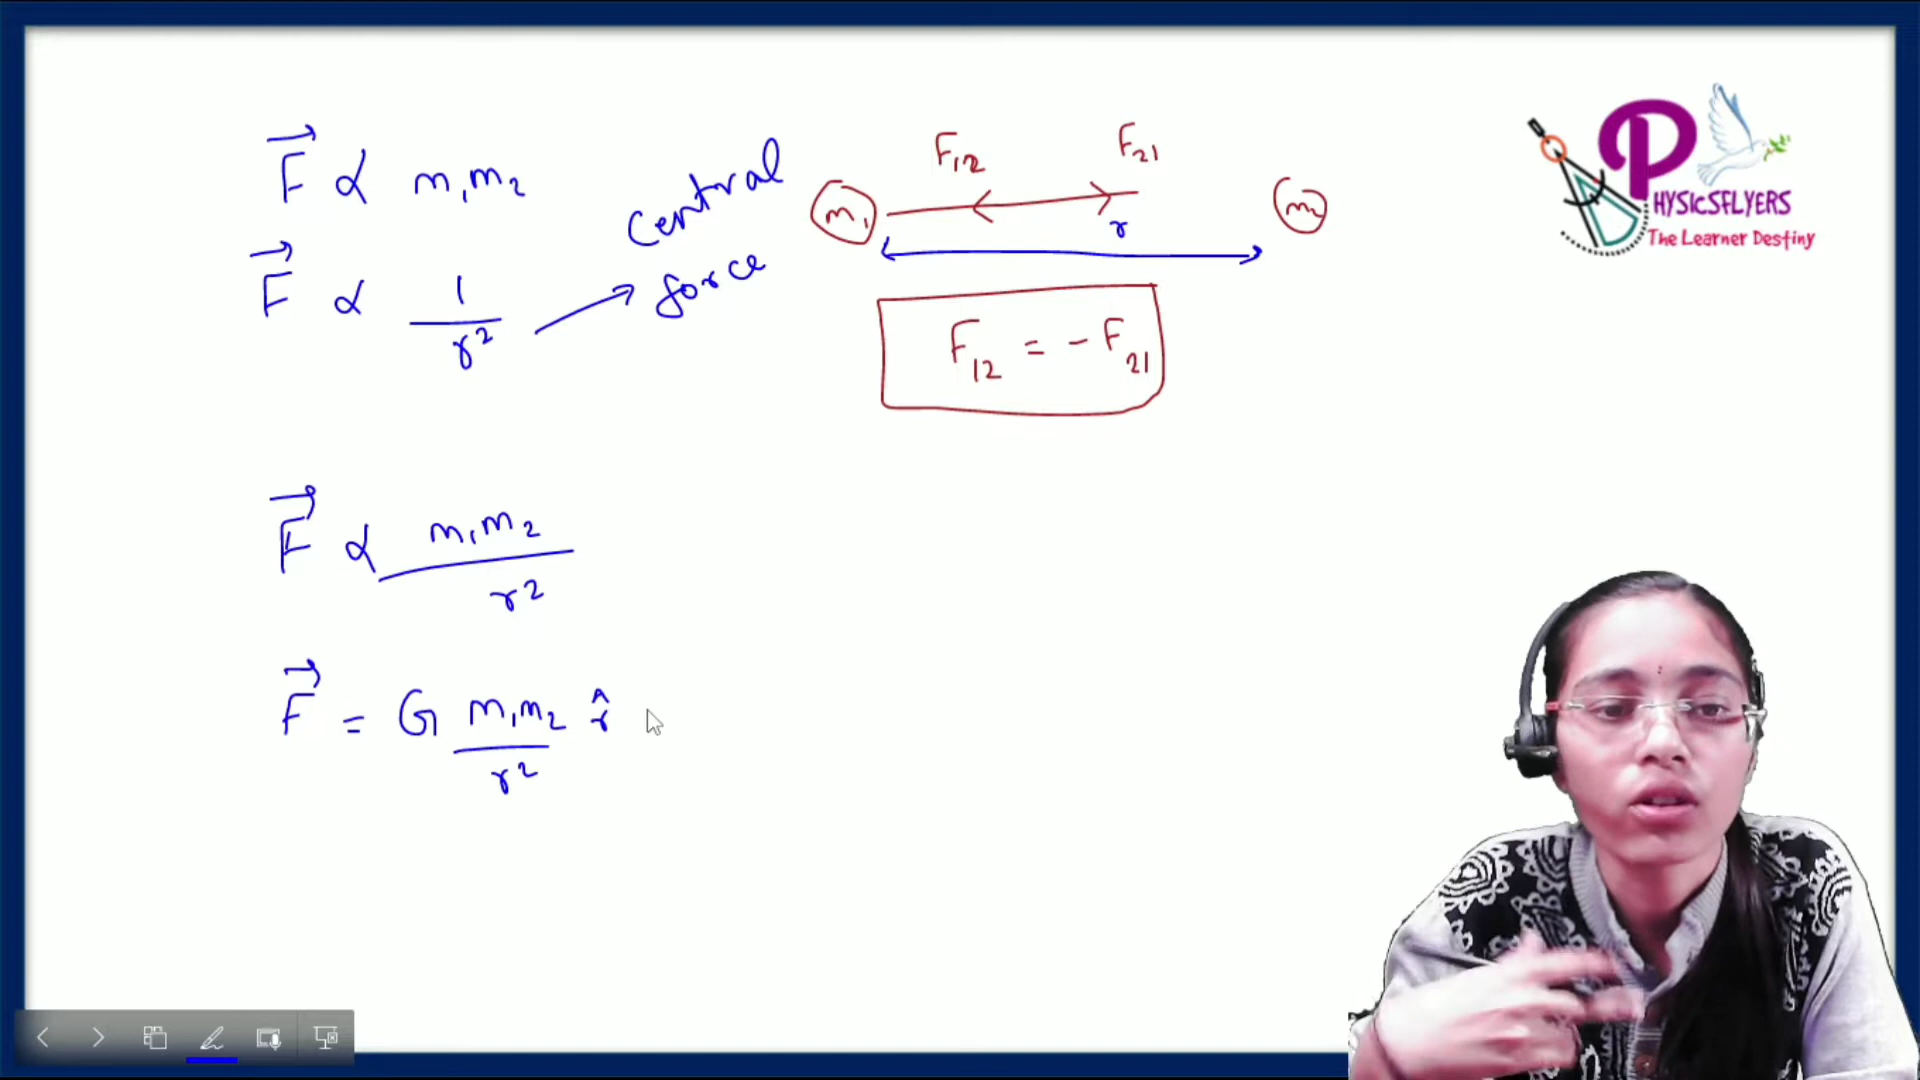 F⃗ ∝ m₁m₂
F⃗ ∝ 1/r²
central
force
F₁₂ F₂₁
m₁ m₂
r
F₁₂ = - F₂₁
F⃗ ∝ m₁m₂/r²
F⃗ = G m₁m₂/r² r̂
PHYSICSFLYERS
The Learner Destiny